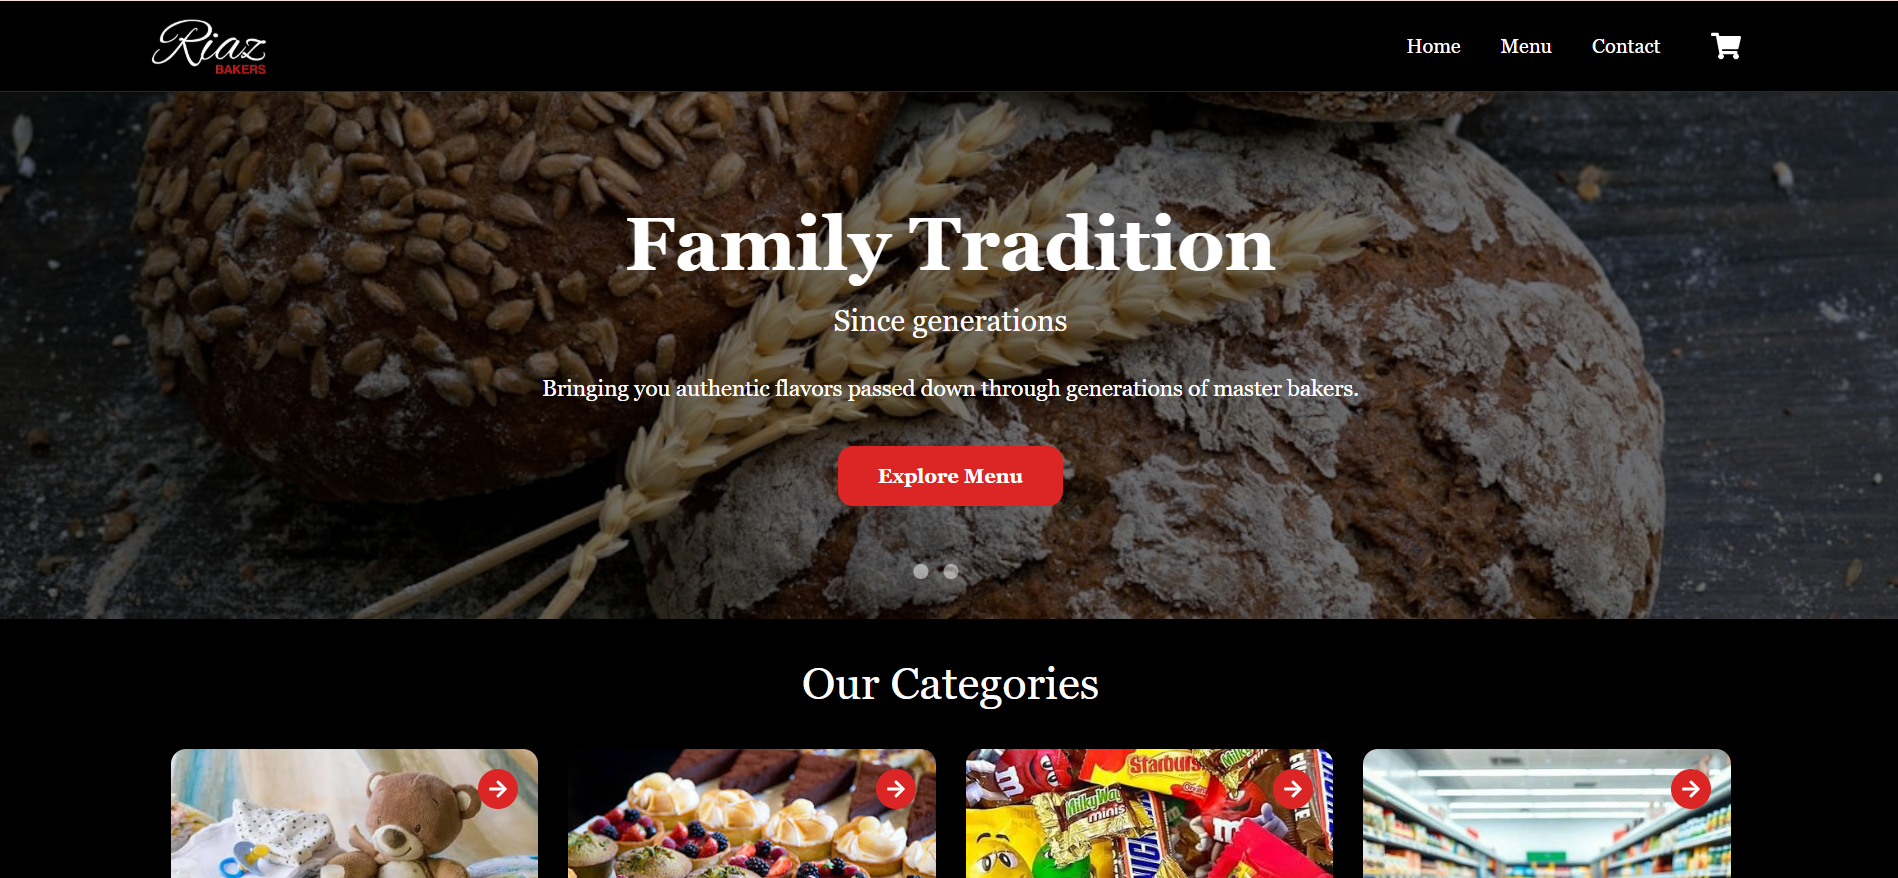 Riaz
BAKERS
Home
Menu
Contact
Family Tradition
Since generations
Bringing you authentic flavors passed down through generations of master bakers.
Explore Menu
Our Categories
Starburst
MilkyWay
minis
m
m